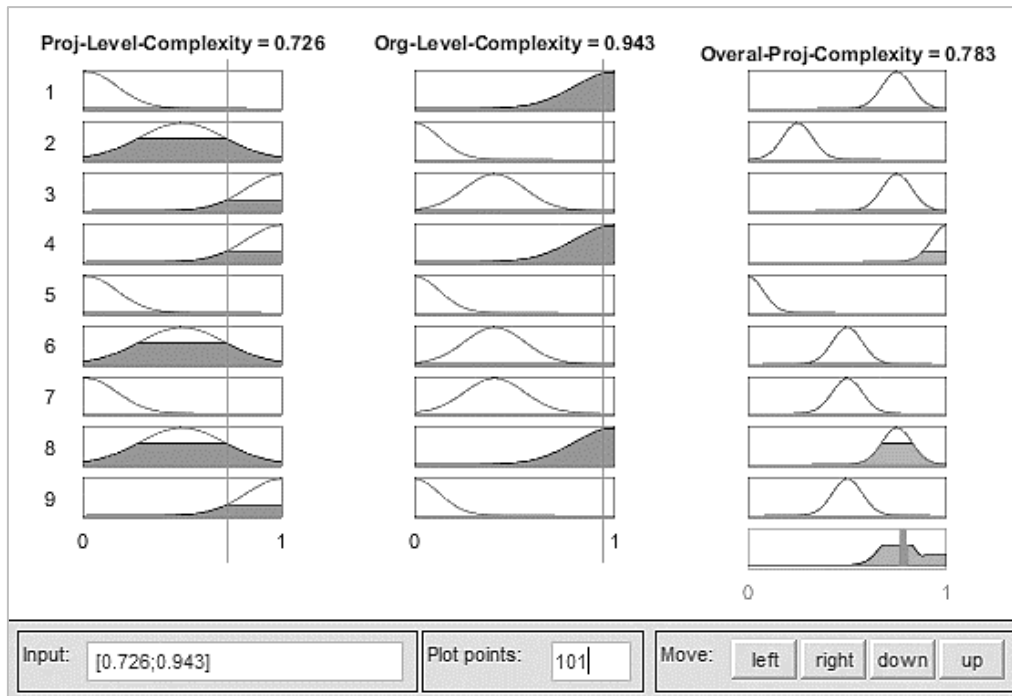 Proj-Level-Complexity = 0.726
Org-Level-Complexity = 0.943
Overal-Proj-Complexity = 0.783
1
2
3
4
5
6
7
8
9
0 1
0 1
0 1
Input: [0.726;0.943]
Plot points: 101
Move: left right down up